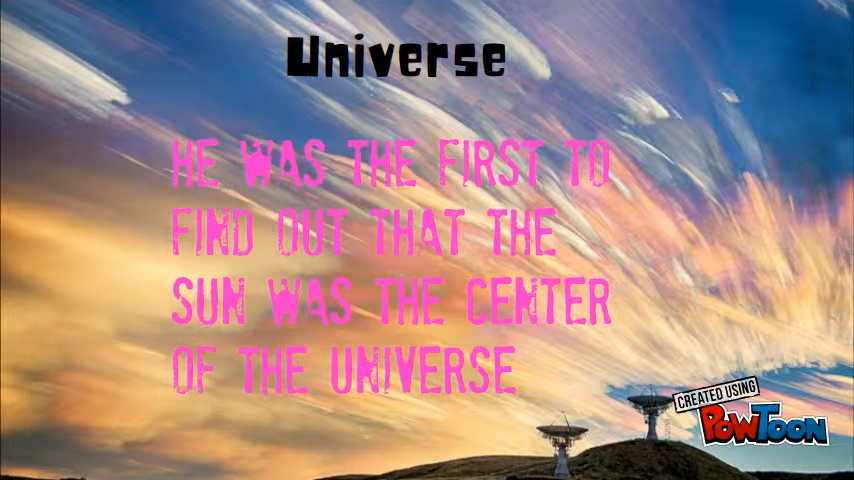 Universe
HE WAS THE FIRST TO
FIND OUT THAT THE
SUN WAS THE CENTER
OF THE UNIVERSE
CREATED USING
POWTOON